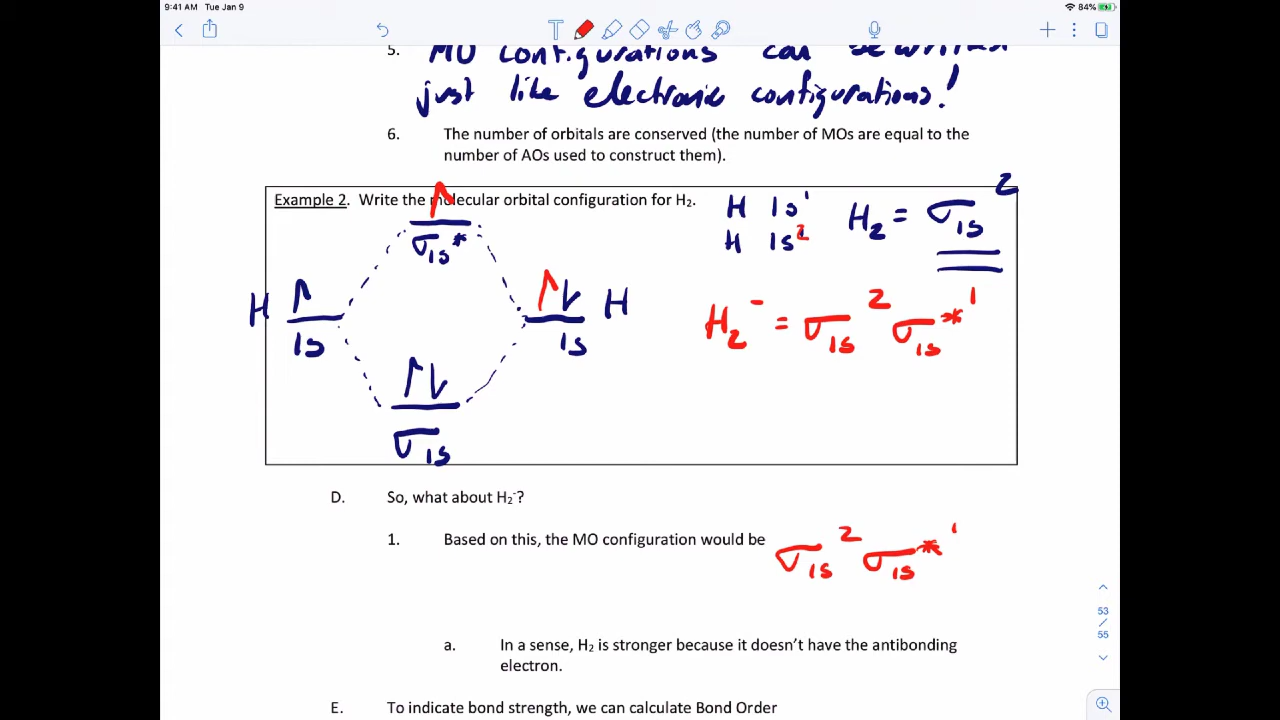 9:41 AM Tue Jan 9
84%
5. MO configurations can be written
just like electronic configurations!
6. The number of orbitals are conserved (the number of MOs are equal to the
number of AOs used to construct them).
Example 2. Write the molecular orbital configuration for H₂.
H 1s¹
H 1s²
H₂ = σ1s²
σ1s*
H 1s
1s H
H₂⁻ = σ1s² σ1s*¹
σ1s
D. So, what about H₂⁻?
1. Based on this, the MO configuration would be σ1s² σ1s*¹
a. In a sense, H₂ is stronger because it doesn't have the antibonding
electron.
E. To indicate bond strength, we can calculate Bond Order
53
/
55